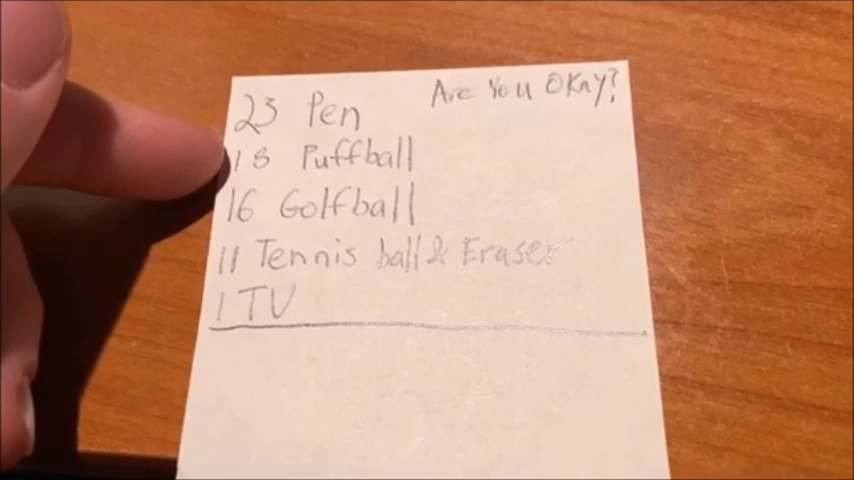 Are You Okay?
23 Pen
18 Puffball
16 Golfball
11 Tennis ball & Eraser
1 TV